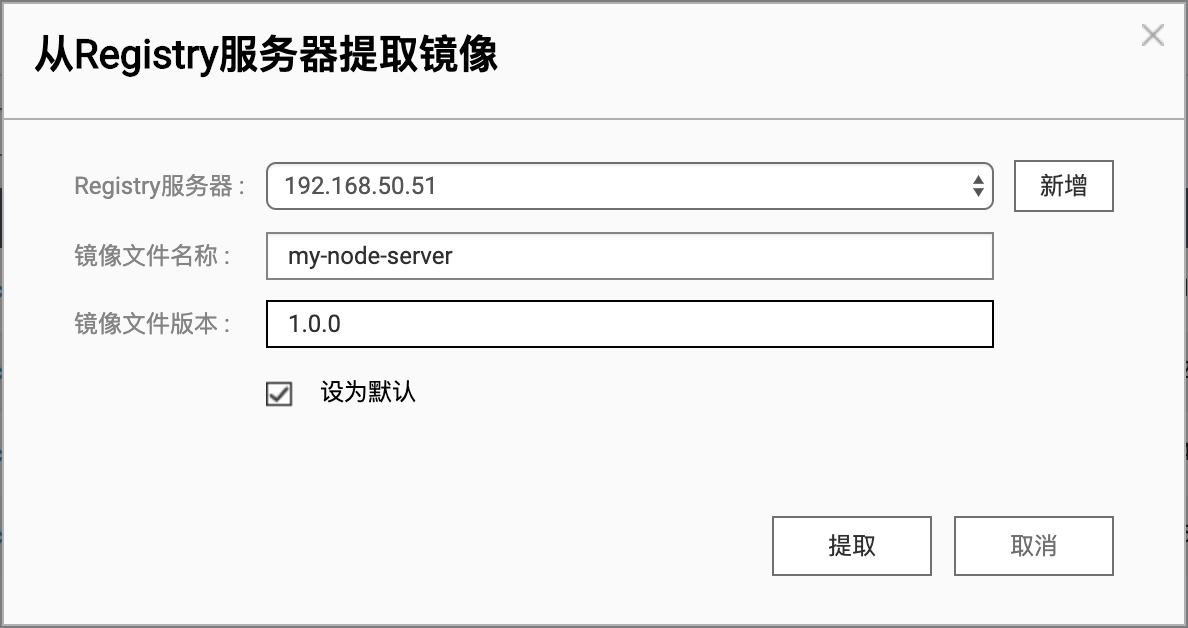 从Registry服务器提取镜像
Registry服务器 : 192.168.50.51 新增
镜像文件名称 : my-node-server
镜像文件版本 : 1.0.0
设为默认
提取 取消